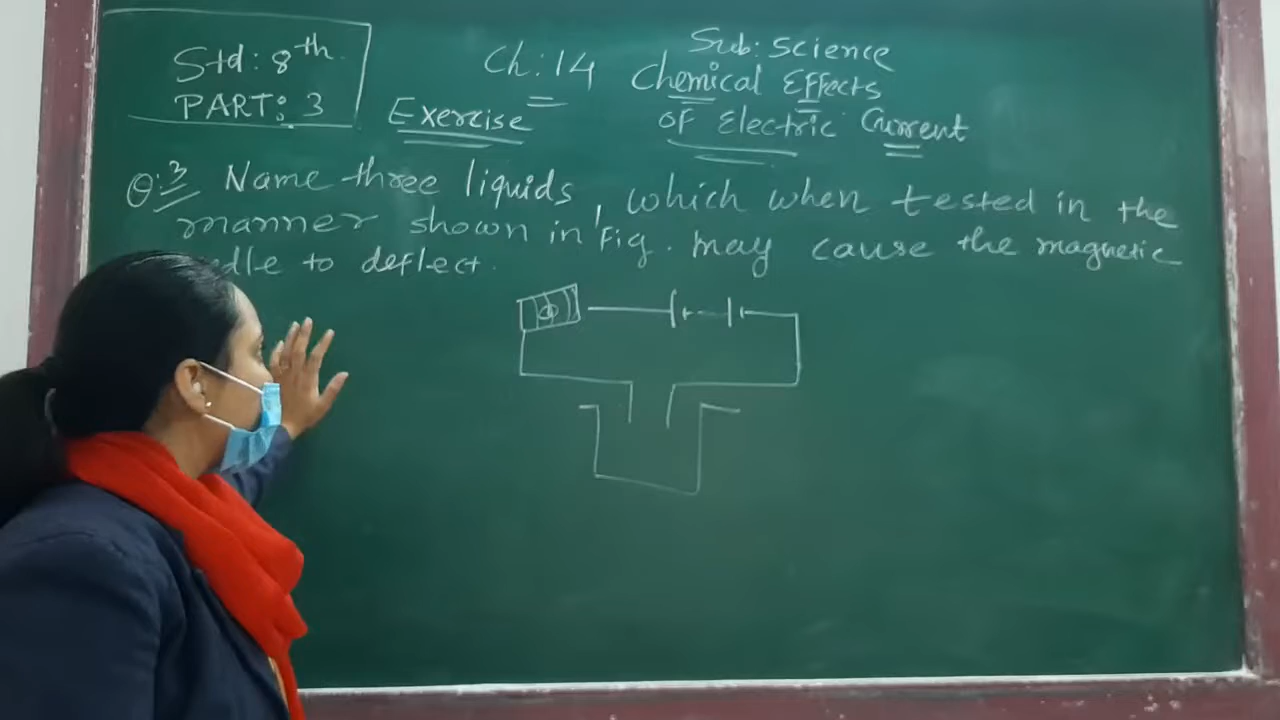 Std: 8th.
PART: 3
Sub: Science
Ch: 14 Chemical Effects
Exercise of Electric Current
Q:3 Name three liquids, which when tested in the
manner shown in Fig. may cause the magnetic
dle to deflect.